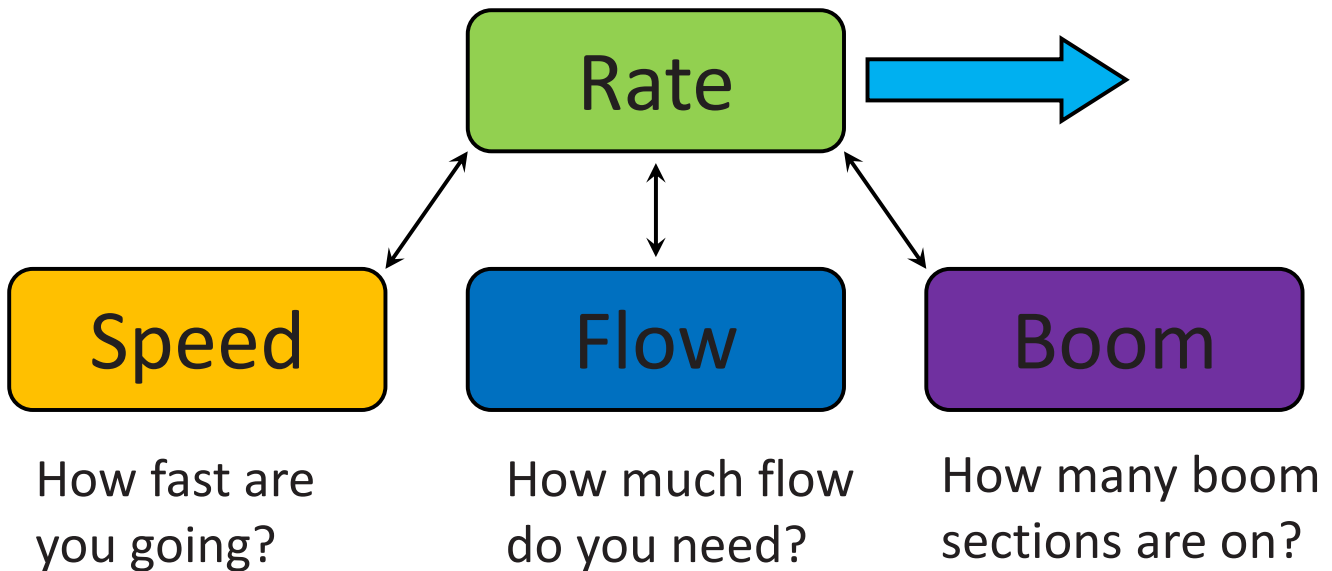 Rate
Speed
Flow
Boom
How fast are
you going?
How much flow
do you need?
How many boom
sections are on?